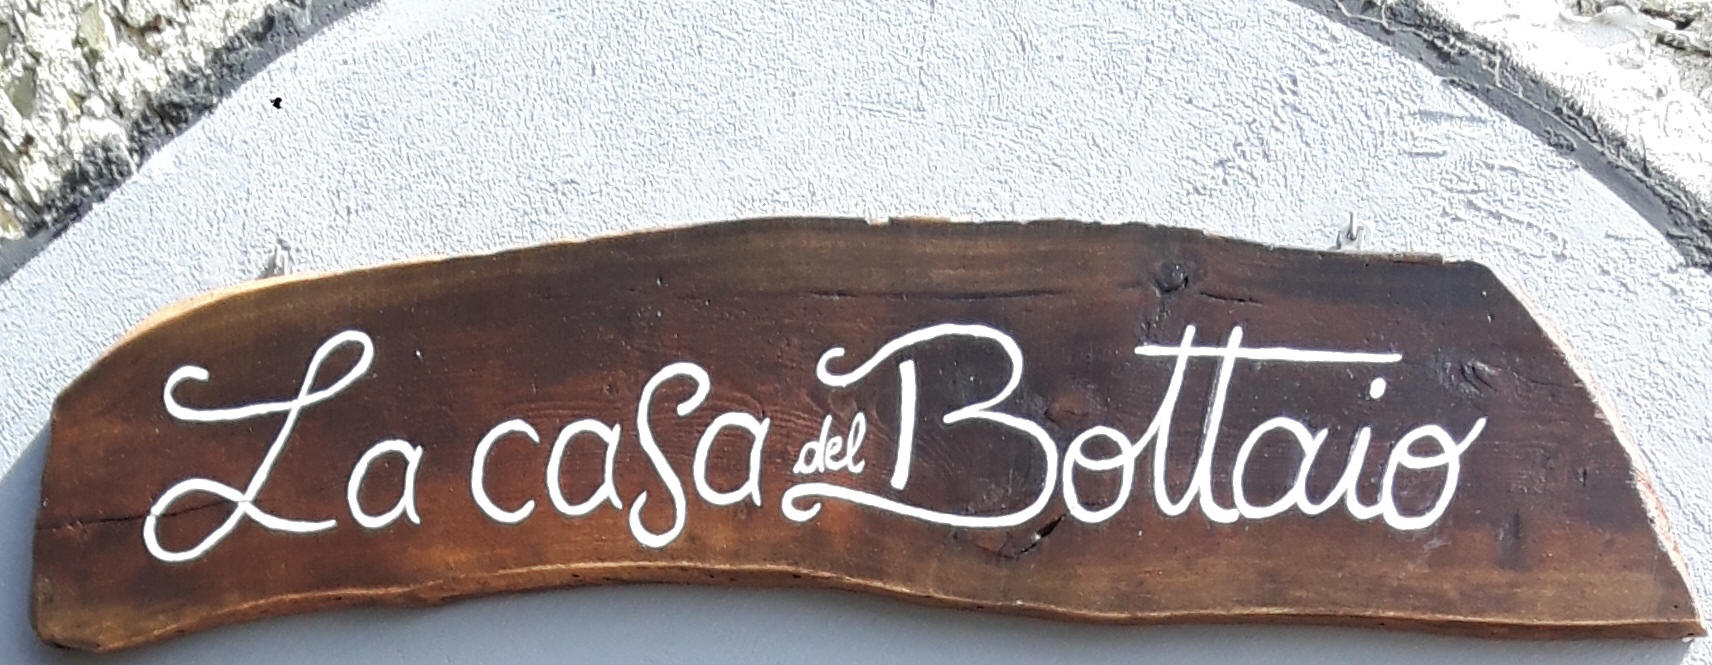 La casa del Bottaio